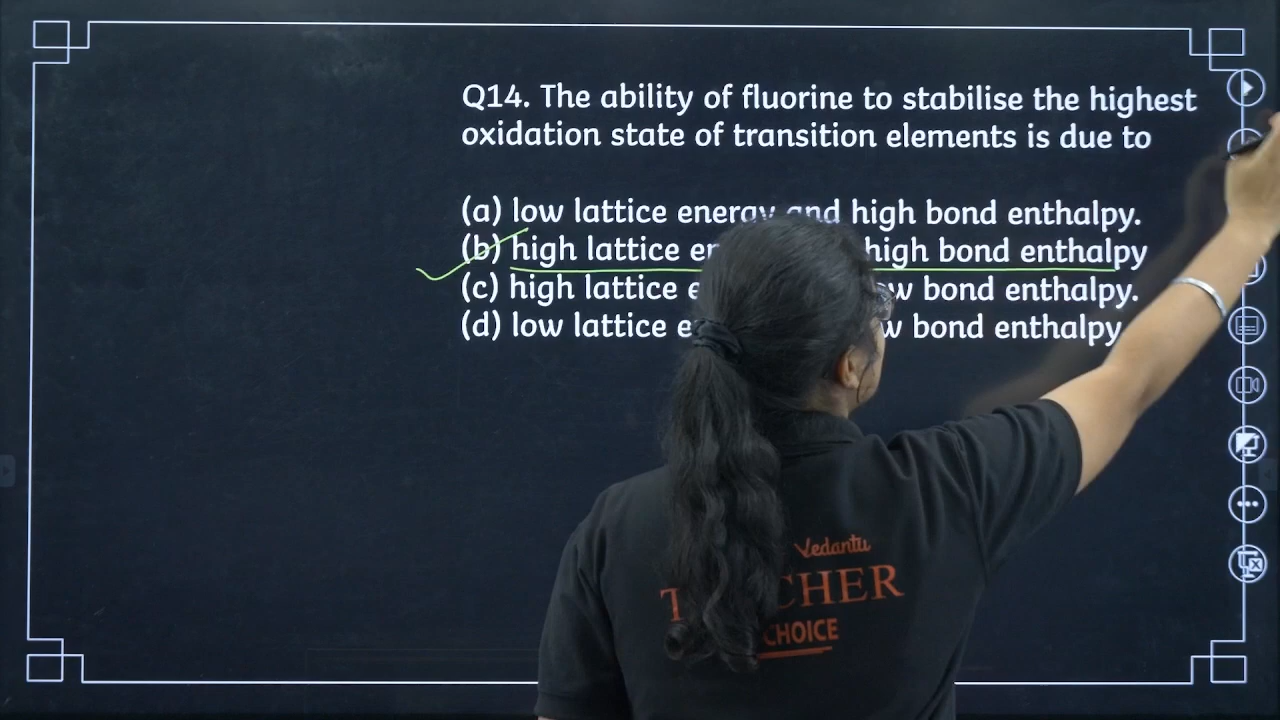 Q14. The ability of fluorine to stabilise the highest
oxidation state of transition elements is due to
(a) low lattice energy and high bond enthalpy.
(b) high lattice high bond enthalpy
(c) high lattice bond enthalpy.
(d) low lattice bond enthalpy
Vedantu
CHOICE